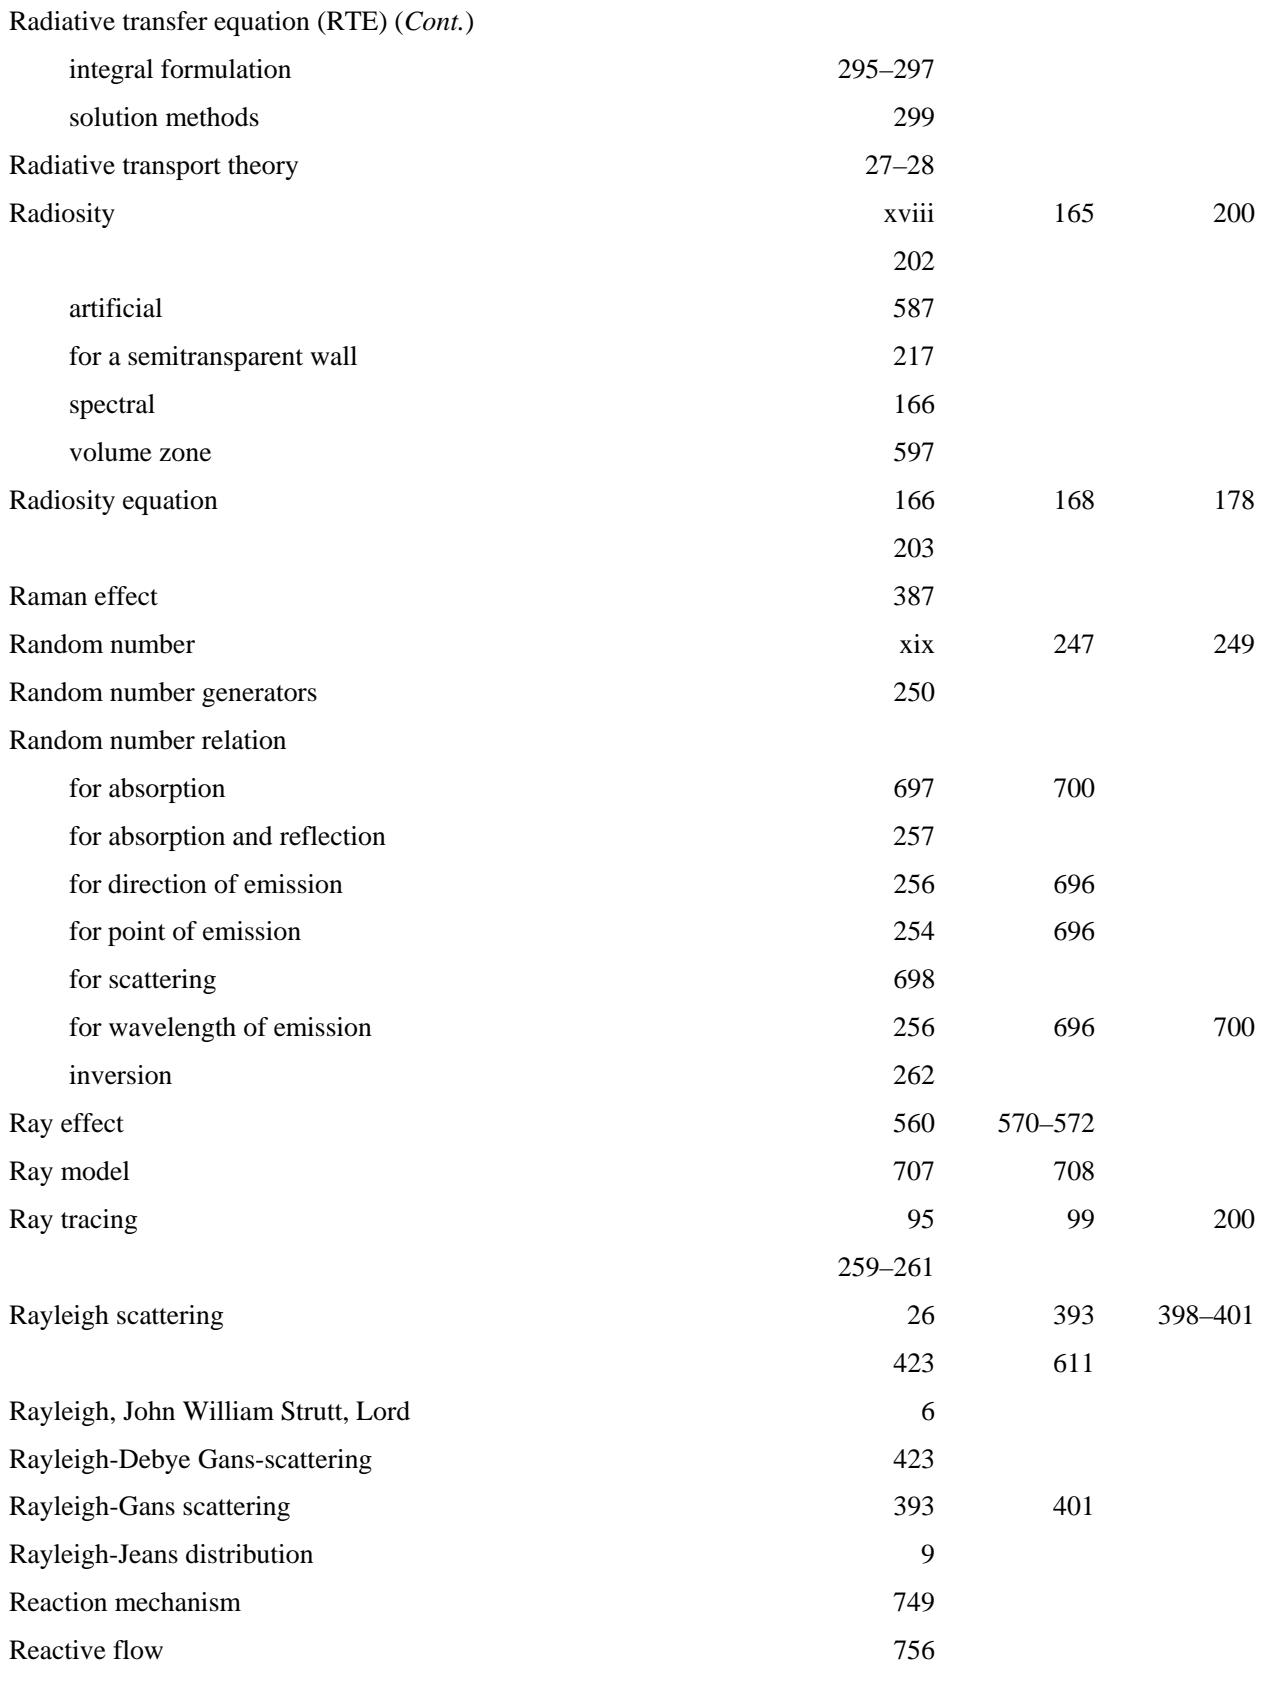 Radiative transfer equation (RTE) (Cont.)
integral formulation 295–297
solution methods 299
Radiative transport theory 27–28
Radiosity xviii 165 200
202
artificial 587
for a semitransparent wall 217
spectral 166
volume zone 597
Radiosity equation 166 168 178
203
Raman effect 387
Random number xix 247 249
Random number generators 250
Random number relation
for absorption 697 700
for absorption and reflection 257
for direction of emission 256 696
for point of emission 254 696
for scattering 698
for wavelength of emission 256 696 700
inversion 262
Ray effect 560 570–572
Ray model 707 708
Ray tracing 95 99 200
259–261
Rayleigh scattering 26 393 398–401
423 611
Rayleigh, John William Strutt, Lord 6
Rayleigh-Debye Gans-scattering 423
Rayleigh-Gans scattering 393 401
Rayleigh-Jeans distribution 9
Reaction mechanism 749
Reactive flow 756